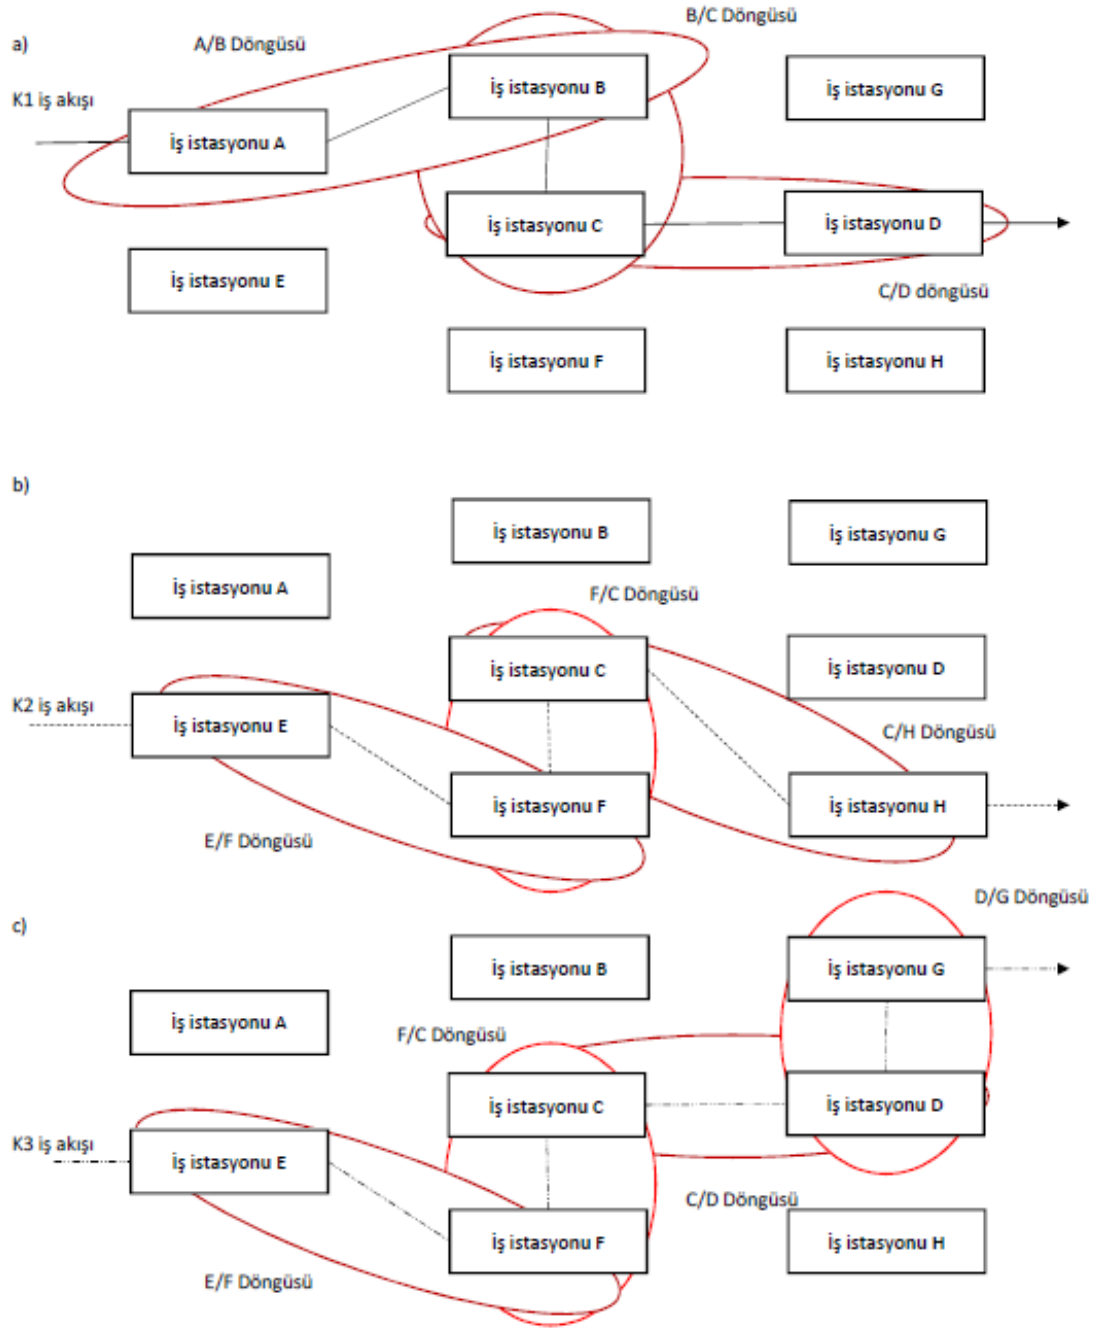 a)
B/C Döngüsü
A/B Döngüsü
İş istasyonu B
İş istasyonu G
K1 iş akışı
İş istasyonu A
İş istasyonu C
İş istasyonu D
İş istasyonu E
C/D döngüsü
İş istasyonu F
İş istasyonu H
b)
İş istasyonu B
İş istasyonu G
İş istasyonu A
F/C Döngüsü
İş istasyonu C
İş istasyonu D
K2 iş akışı
İş istasyonu E
C/H Döngüsü
İş istasyonu F
İş istasyonu H
E/F Döngüsü
D/G Döngüsü
c)
İş istasyonu B
İş istasyonu G
İş istasyonu A
F/C Döngüsü
İş istasyonu C
İş istasyonu D
K3 iş akışı
İş istasyonu E
C/D Döngüsü
İş istasyonu F
İş istasyonu H
E/F Döngüsü